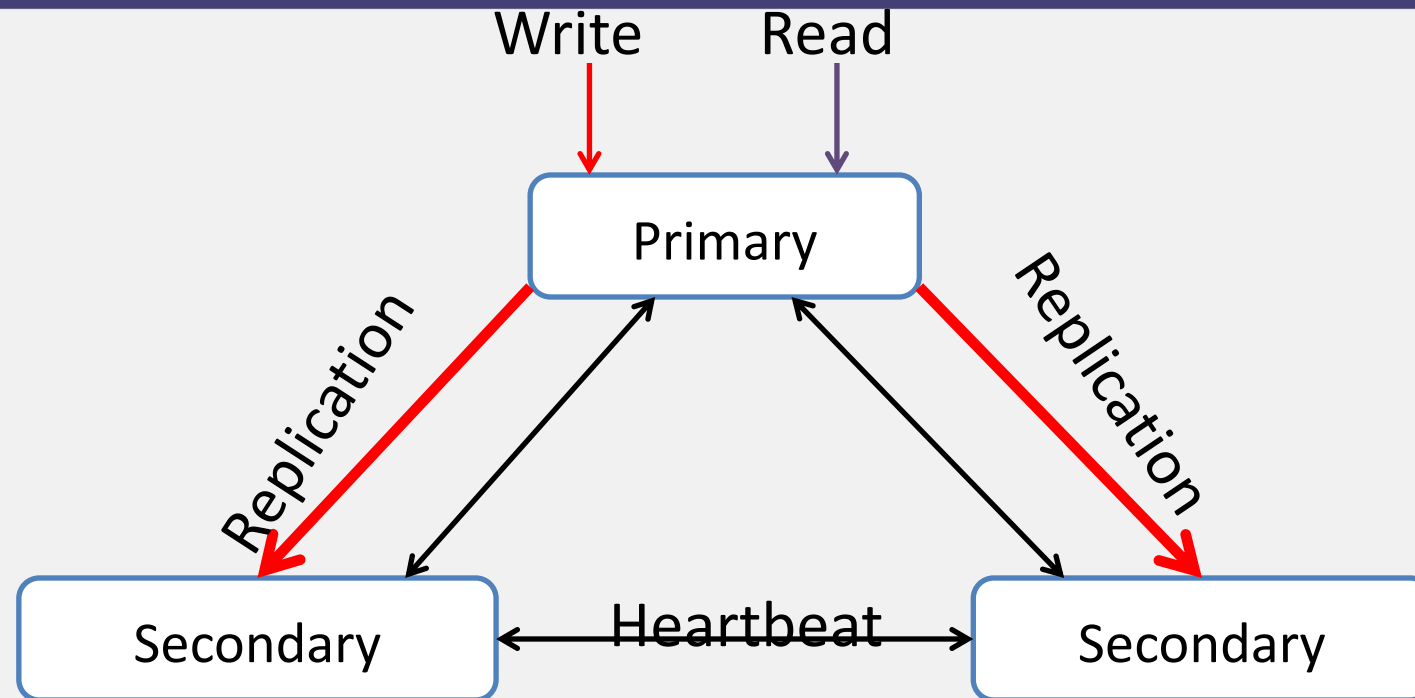 Write
Read
Primary
Replication
Replication
Secondary
Heartbeat
Secondary